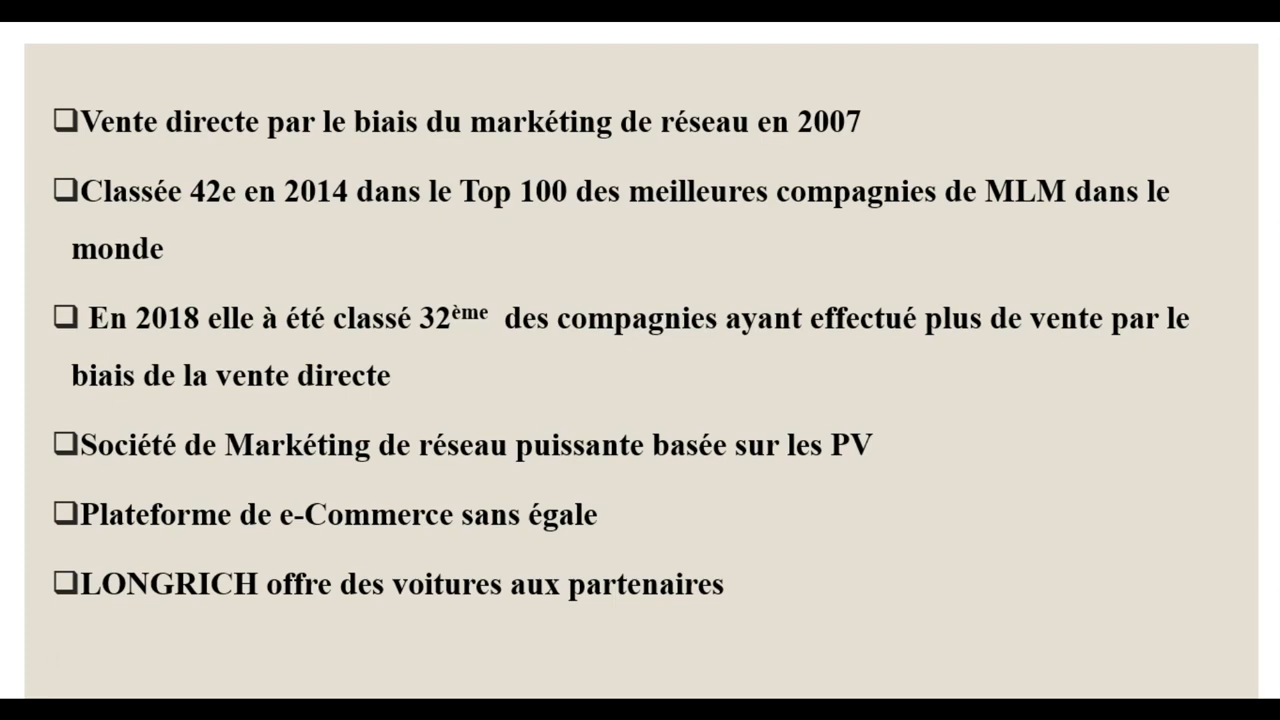 ❑Vente directe par le biais du markéting de réseau en 2007
❑Classée 42e en 2014 dans le Top 100 des meilleures compagnies de MLM dans le
monde
❑ En 2018 elle à été classé 32ème des compagnies ayant effectué plus de vente par le
biais de la vente directe
❑Société de Markéting de réseau puissante basée sur les PV
❑Plateforme de e-Commerce sans égale
❑LONGRICH offre des voitures aux partenaires